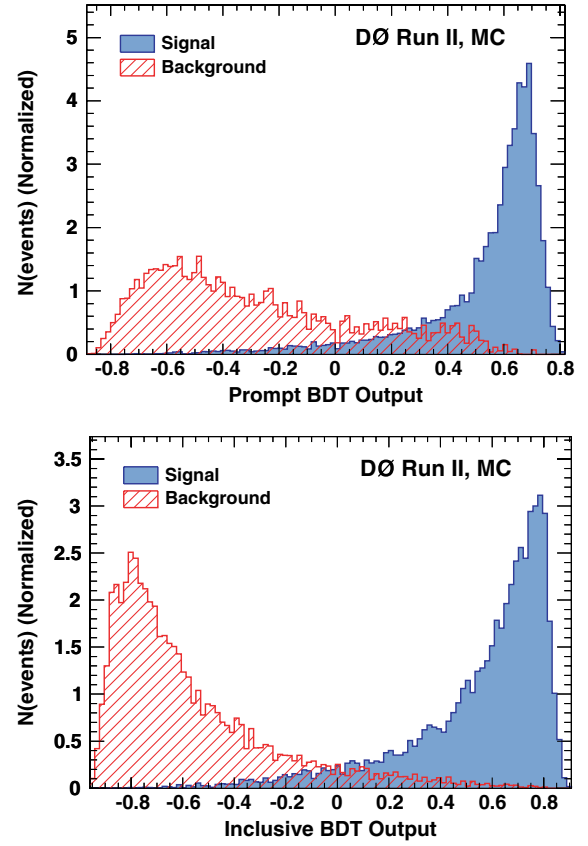 DØ Run II, MC
Signal
Background
N(events) (Normalized)
5
4
3
2
1
0
-0.8 -0.6 -0.4 -0.2 0 0.2 0.4 0.6 0.8
Prompt BDT Output
DØ Run II, MC
Signal
Background
N(events) (Normalized)
3.5
3
2.5
2
1.5
1
0.5
0
-0.8 -0.6 -0.4 -0.2 0 0.2 0.4 0.6 0.8
Inclusive BDT Output